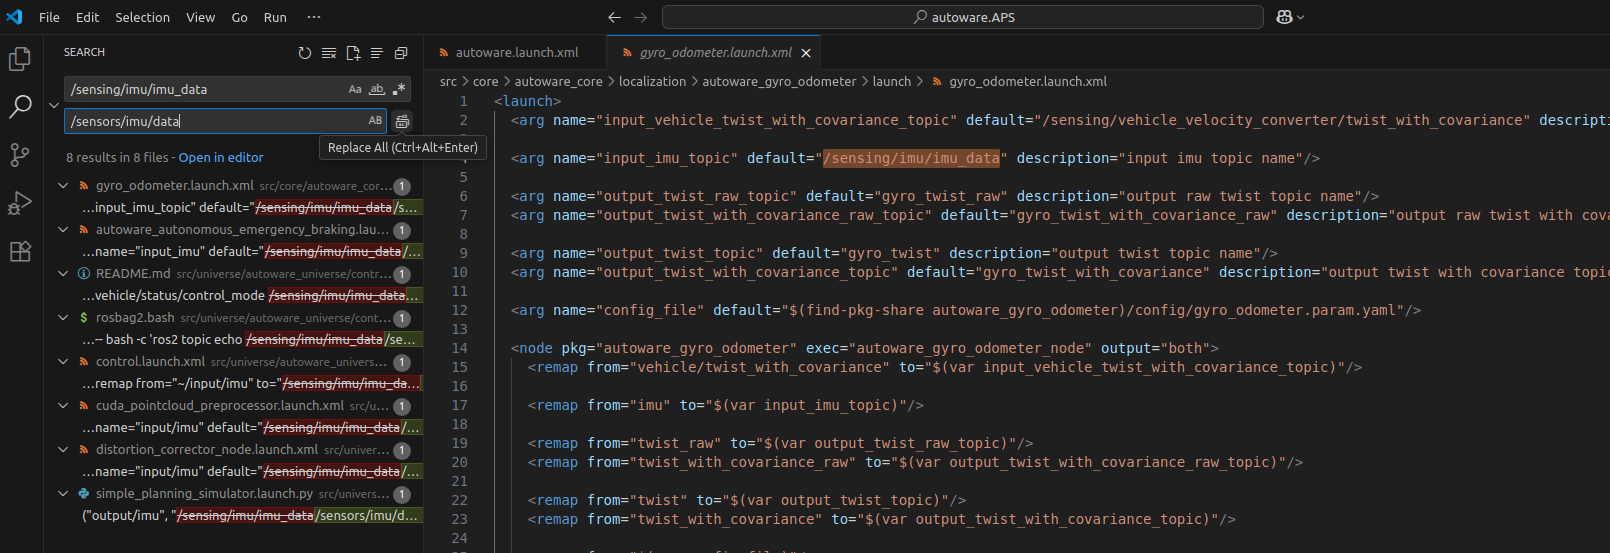 File Edit Selection View Go Run ···
autoware.APS
SEARCH
/sensing/imu/imu_data
Aa ab .*
/sensors/imu/data
AB
Replace All (Ctrl+Alt+Enter)
8 results in 8 files - Open in editor
gyro_odometer.launch.xml src/core/autoware_cor... 1
...input_imu_topic" default="/sensing/imu/imu_data/s...
autoware_autonomous_emergency_braking.lau... 1
...name="input_imu" default="/sensing/imu/imu_data/...
README.md src/universe/autoware_universe/contr... 1
...vehicle/status/control_mode /sensing/imu/imu_data...
$ rosbag2.bash src/universe/autoware_universe/cont... 1
...-- bash -c 'ros2 topic echo /sensing/imu/imu_data/se...
control.launch.xml src/universe/autoware_univers... 1
...remap from="~/input/imu" to="/sensing/imu/imu_da...
cuda_pointcloud_preprocessor.launch.xml src/u... 1
...name="input/imu" default="/sensing/imu/imu_data/...
distortion_corrector_node.launch.xml src/univer... 1
...name="input/imu" default="/sensing/imu/imu_data/...
simple_planning_simulator.launch.py src/univers... 1
("output/imu", "/sensing/imu/imu_data/sensors/imu/d...
autoware.launch.xml
gyro_odometer.launch.xml
src > core > autoware_core > localization > autoware_gyro_odometer > launch > gyro_odometer.launch.xml
1 <launch>
2 <arg name="input_vehicle_twist_with_covariance_topic" default="/sensing/vehicle_velocity_converter/twist_with_covariance" descripti
4 <arg name="input_imu_topic" default="/sensing/imu/imu_data" description="input imu topic name"/>
5
6 <arg name="output_twist_raw_topic" default="gyro_twist_raw" description="output raw twist topic name"/>
7 <arg name="output_twist_with_covariance_raw_topic" default="gyro_twist_with_covariance_raw" description="output raw twist with cova
8
9 <arg name="output_twist_topic" default="gyro_twist" description="output twist topic name"/>
10 <arg name="output_twist_with_covariance_topic" default="gyro_twist_with_covariance" description="output twist with covariance topic
11
12 <arg name="config_file" default="$(find-pkg-share autoware_gyro_odometer)/config/gyro_odometer.param.yaml"/>
13
14 <node pkg="autoware_gyro_odometer" exec="autoware_gyro_odometer_node" output="both">
15 <remap from="vehicle/twist_with_covariance" to="$(var input_vehicle_twist_with_covariance_topic)"/>
16
17 <remap from="imu" to="$(var input_imu_topic)"/>
18
19 <remap from="twist_raw" to="$(var output_twist_raw_topic)"/>
20 <remap from="twist_with_covariance_raw" to="$(var output_twist_with_covariance_raw_topic)"/>
21
22 <remap from="twist" to="$(var output_twist_topic)"/>
23 <remap from="twist_with_covariance" to="$(var output_twist_with_covariance_topic)"/>
24